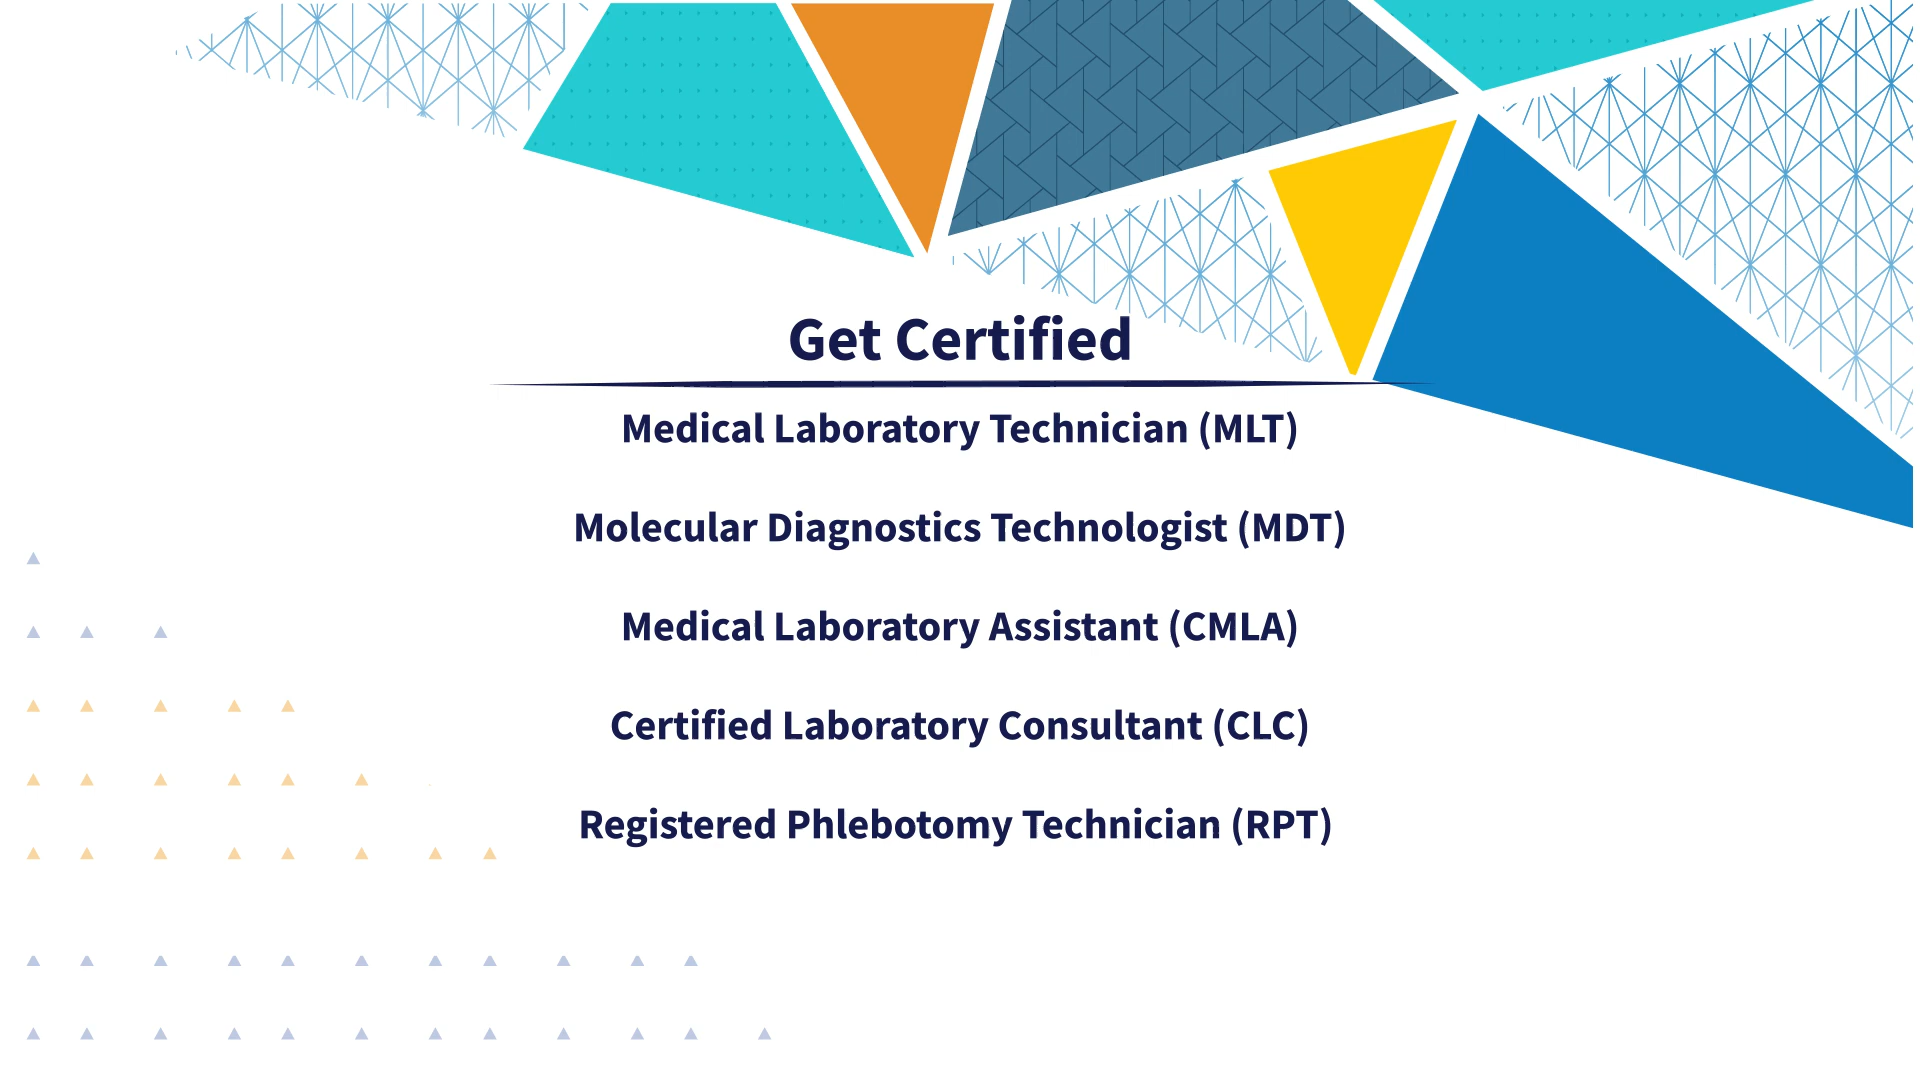 Get Certified
Medical Laboratory Technician (MLT)
Molecular Diagnostics Technologist (MDT)
Medical Laboratory Assistant (CMLA)
Certified Laboratory Consultant (CLC)
Registered Phlebotomy Technician (RPT)